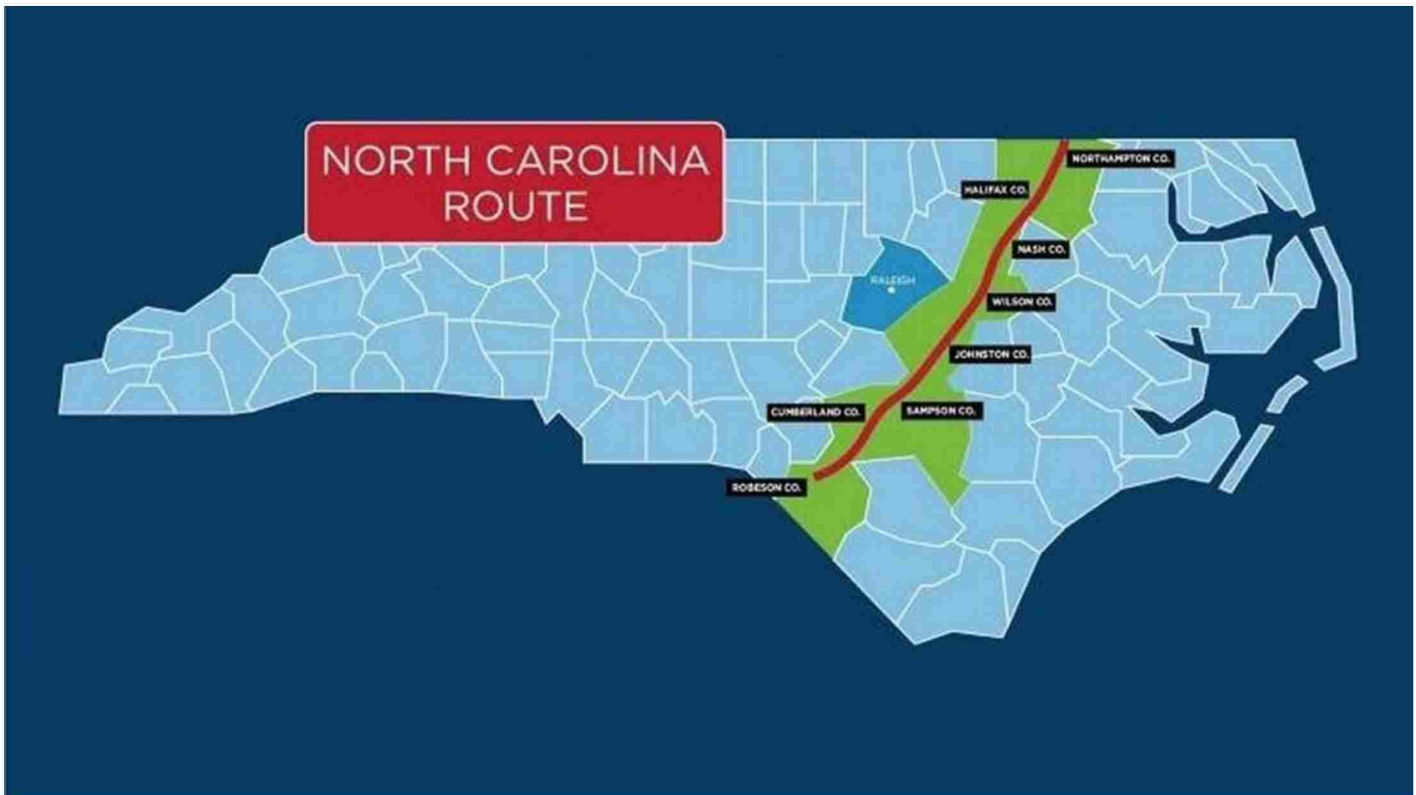 NORTH CAROLINA
ROUTE
NORTHAMPTON CO.
HALIFAX CO.
NASH CO.
RALEIGH
WILSON CO.
JOHNSTON CO.
CUMBERLAND CO.
SAMPSON CO.
ROBESON CO.